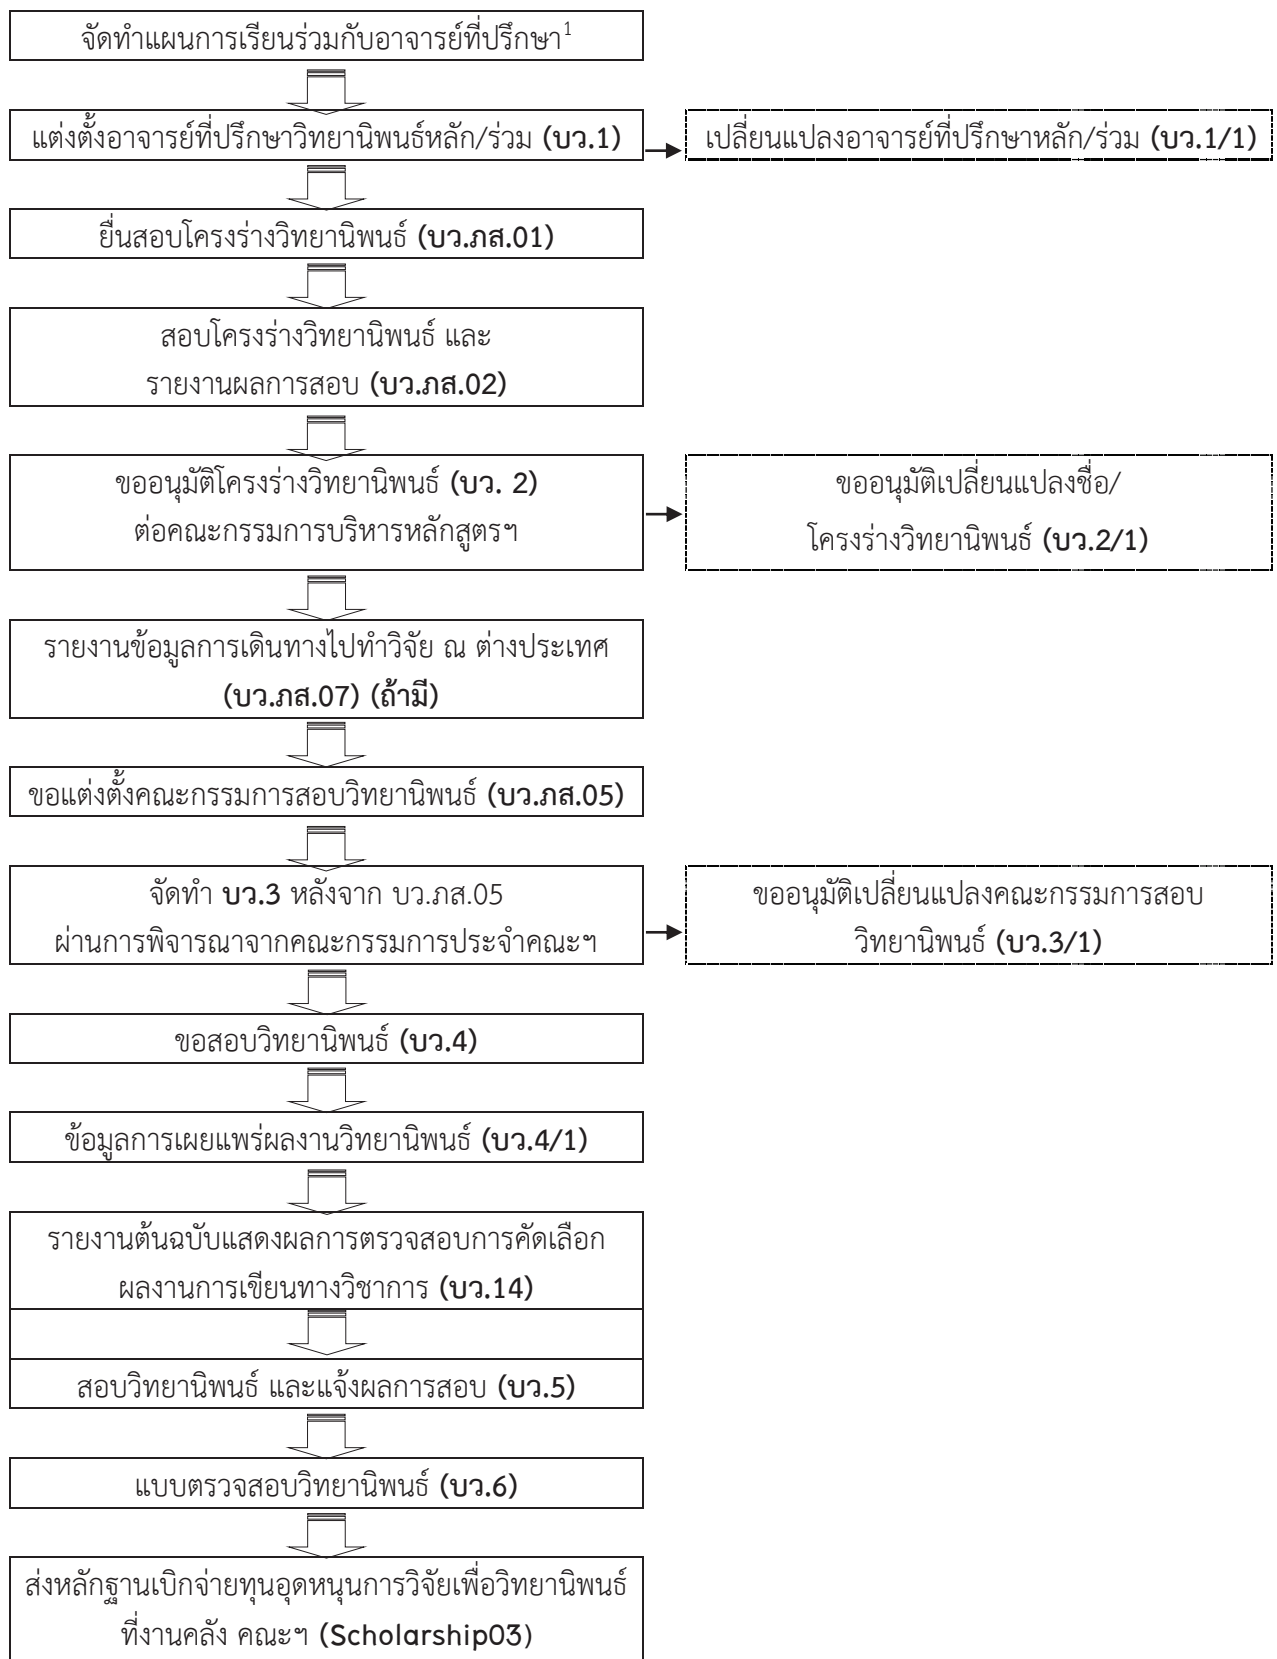 จัดทำแผนการเรียนร่วมกับอาจารย์ที่ปรึกษา1
แต่งตั้งอาจารย์ที่ปรึกษาวิทยานิพนธ์หลัก/ร่วม (บว.1)
เปลี่ยนแปลงอาจารย์ที่ปรึกษาหลัก/ร่วม (บว.1/1)
ยื่นสอบโครงร่างวิทยานิพนธ์ (บว.ภส.01)
สอบโครงร่างวิทยานิพนธ์ และ
รายงานผลการสอบ (บว.ภส.02)
ขออนุมัติโครงร่างวิทยานิพนธ์ (บว. 2)
ต่อคณะกรรมการบริหารหลักสูตรฯ
ขออนุมัติเปลี่ยนแปลงชื่อ/
โครงร่างวิทยานิพนธ์ (บว.2/1)
รายงานข้อมูลการเดินทางไปทำวิจัย ณ ต่างประเทศ
(บว.ภส.07) (ถ้ามี)
ขอแต่งตั้งคณะกรรมการสอบวิทยานิพนธ์ (บว.ภส.05)
จัดทำ บว.3 หลังจาก บว.ภส.05
ผ่านการพิจารณาจากคณะกรรมการประจำคณะฯ
ขออนุมัติเปลี่ยนแปลงคณะกรรมการสอบ
วิทยานิพนธ์ (บว.3/1)
ขอสอบวิทยานิพนธ์ (บว.4)
ข้อมูลการเผยแพร่ผลงานวิทยานิพนธ์ (บว.4/1)
รายงานต้นฉบับแสดงผลการตรวจสอบการคัดเลือก
ผลงานการเขียนทางวิชาการ (บว.14)
สอบวิทยานิพนธ์ และแจ้งผลการสอบ (บว.5)
แบบตรวจสอบวิทยานิพนธ์ (บว.6)
ส่งหลักฐานเบิกจ่ายทุนอุดหนุนการวิจัยเพื่อวิทยานิพนธ์
ที่งานคลัง คณะฯ (Scholarship03)